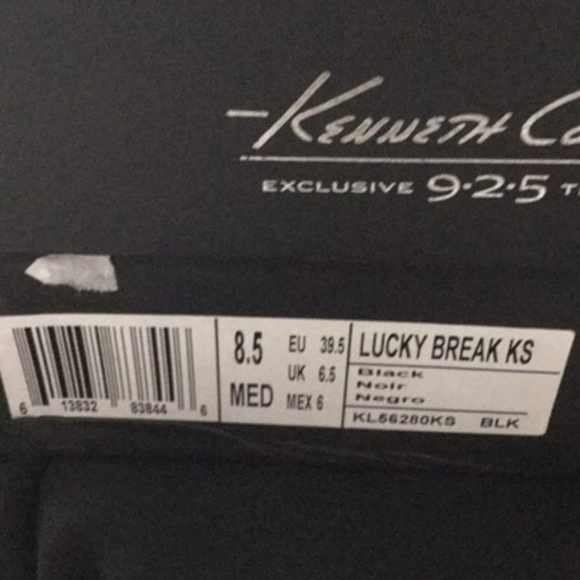 KENNETH
EXCLUSIVE 9·2·5
8.5
MED
EU 39.5
UK 6.5
MEX 6
LUCKY BREAK KS
Black
Noir
Negro
KL56280KS BLK
6 13832 83844 6